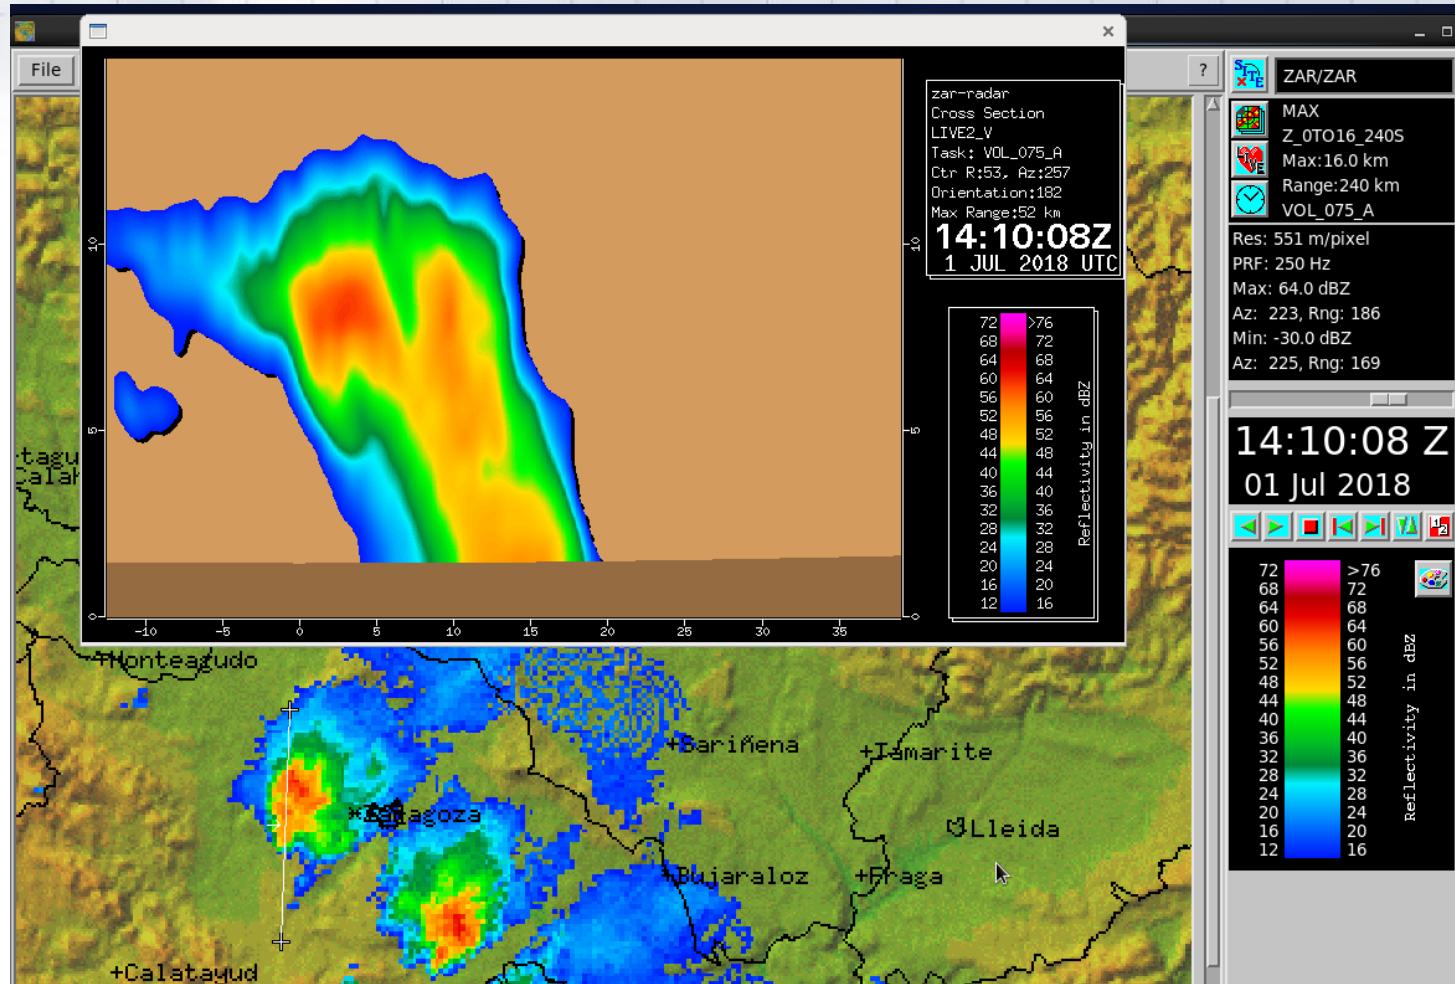 File
?
zar-radar
Cross Section
LIVE2_V
Task: VOL_075_A
Ctr R:53, Az:257
Orientation:182
Max Range:52 km
14:10:08Z
1 JUL 2018 UTC
10
10
5
5
0
0
-10 -5 0 5 10 15 20 25 30 35
72 >76
68 72
64 68
60 64
56 60
52 56
48 52
44 48
40 44
36 40
32 36
28 32
24 28
20 24
16 20
12 16
Reflectivity in dBZ
SITE
ZAR/ZAR
MAX
Z_0TO16_240S
LIVE
Max:16.0 km
Range:240 km
VOL_075_A
Res: 551 m/pixel
PRF: 250 Hz
Max: 64.0 dBZ
Az: 223, Rng: 186
Min: -30.0 dBZ
Az: 225, Rng: 169
14:10:08 Z
01 Jul 2018
72 >76
68 72
64 68
60 64
56 60
52 56
48 52
44 48
40 44
36 40
32 36
28 32
24 28
20 24
16 20
12 16
Reflectivity in dBZ
+Monteagudo
+Sariñena
+Tamarite
Zaragoza
Lleida
+Bujaraloz
+Fraga
+Calatayud